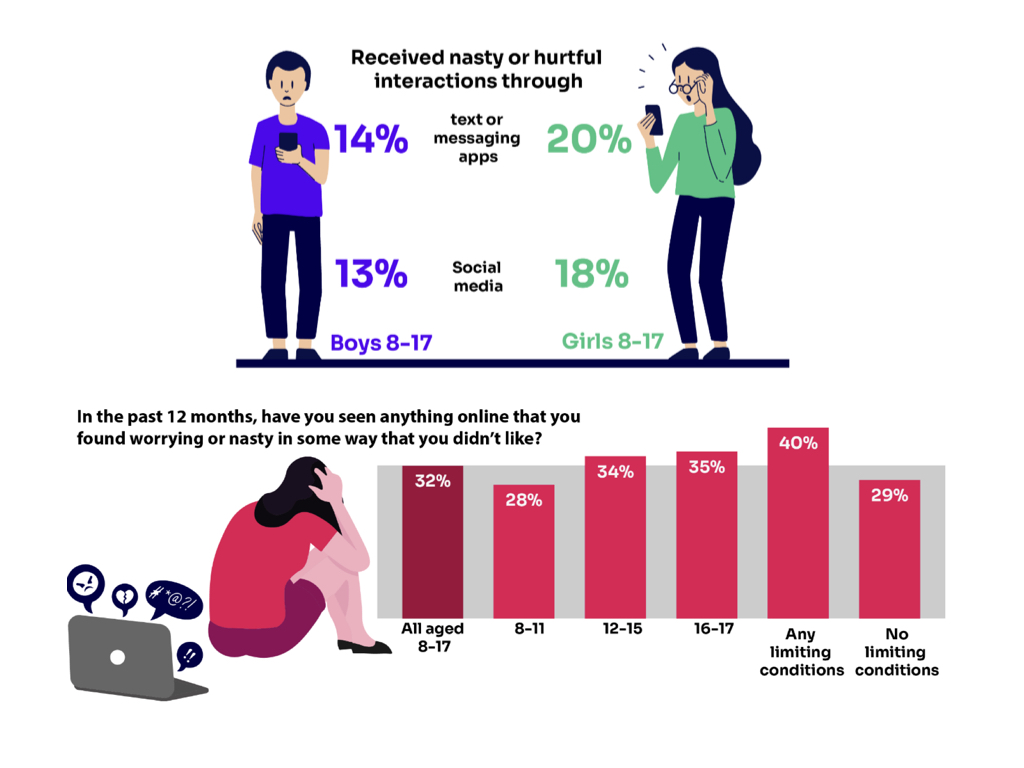 Received nasty or hurtful
interactions through
14%
text or
messaging
apps
20%
13%
Social
media
18%
Boys 8-17
Girls 8-17
In the past 12 months, have you seen anything online that you
found worrying or nasty in some way that you didn't like?
32%
28%
34%
35%
40%
29%
#*@?!
!!
All aged
8-17
8-11
12-15
16-17
Any
limiting
conditions
No
limiting
conditions